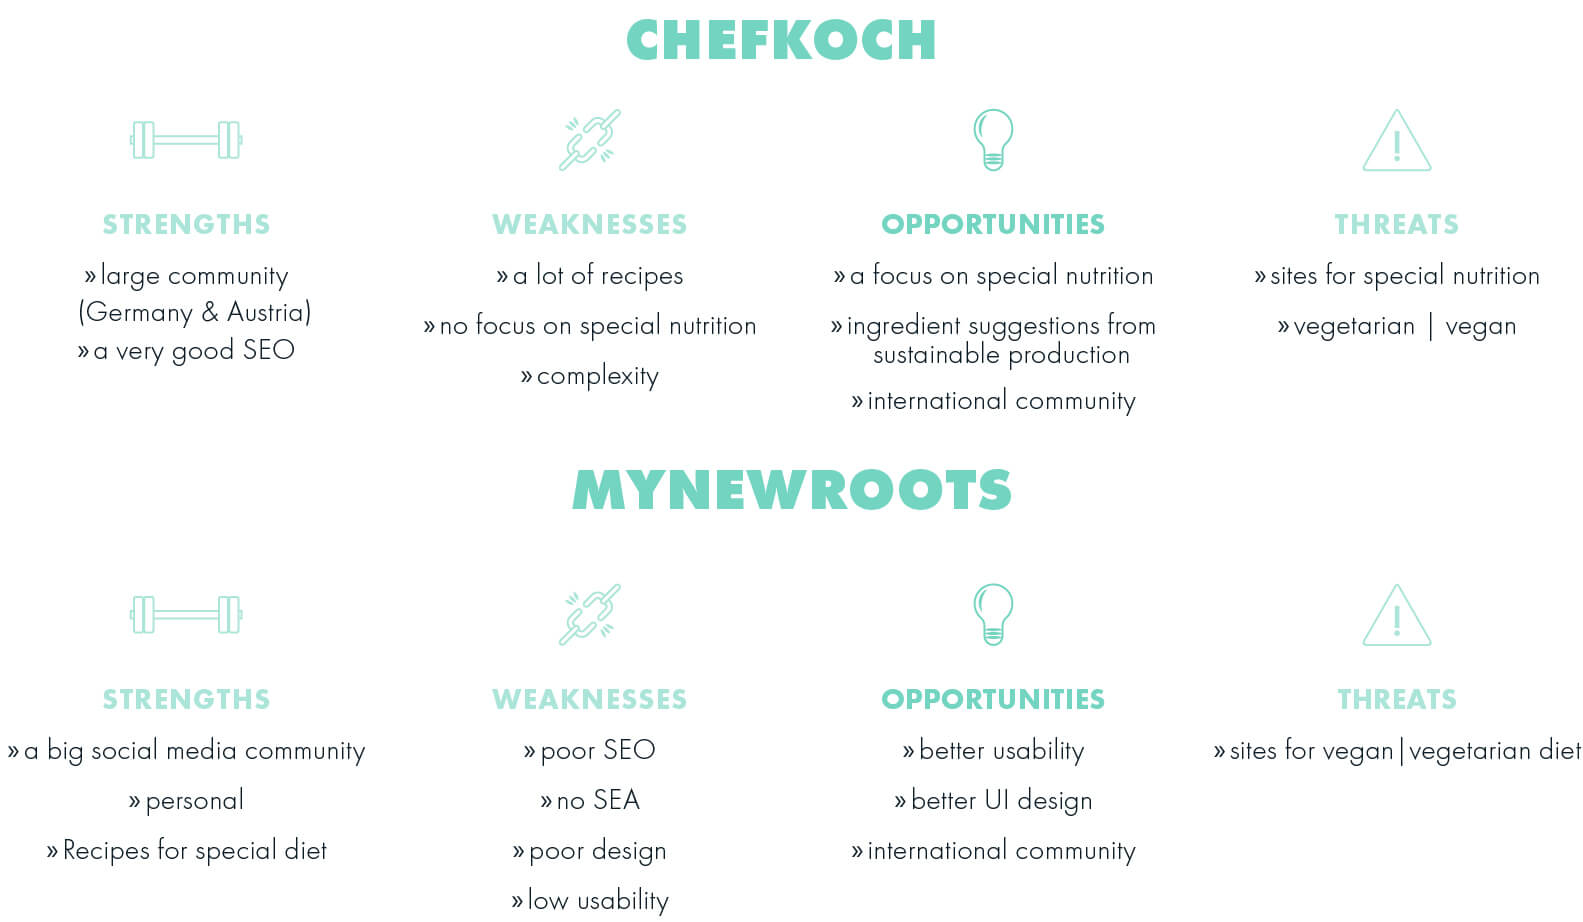 CHEFKOCH
STRENGTHS
» large community
(Germany & Austria)
» a very good SEO
WEAKNESSES
» a lot of recipes
» no focus on special nutrition
» complexity
OPPORTUNITIES
» a focus on special nutrition
» ingredient suggestions from
sustainable production
» international community
THREATS
» sites for special nutrition
» vegetarian | vegan
MYNEWROOTS
STRENGTHS
» a big social media community
» personal
» Recipes for special diet
WEAKNESSES
» poor SEO
» no SEA
» poor design
» low usability
OPPORTUNITIES
» better usability
» better UI design
» international community
THREATS
» sites for vegan|vegetarian diet